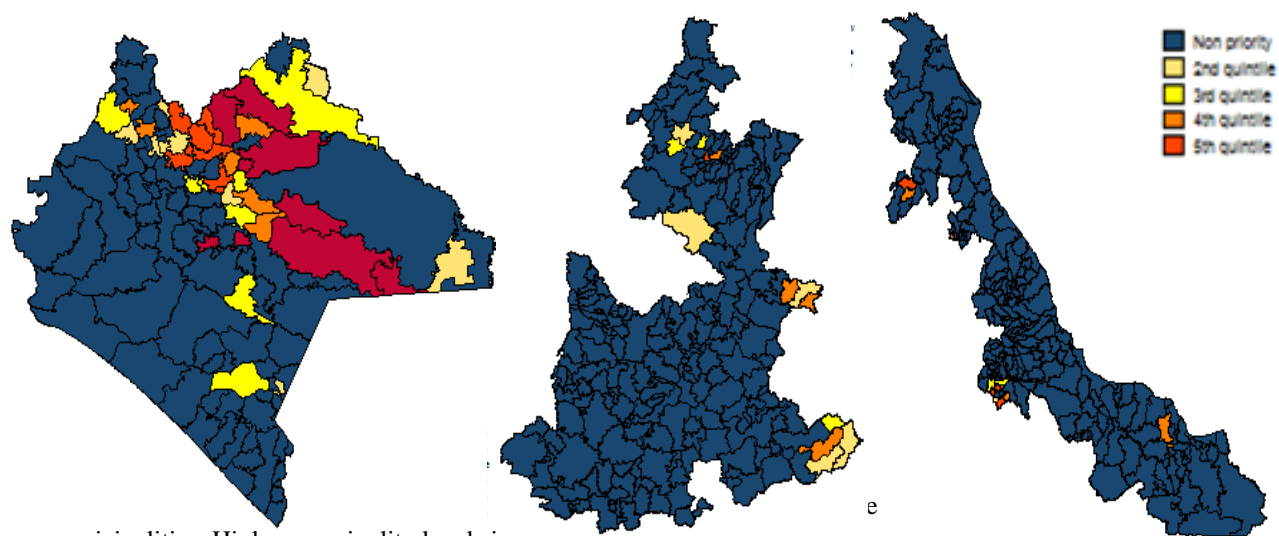 Non priority
2nd quintile
3rd quintile
4th quintile
5th quintile
e